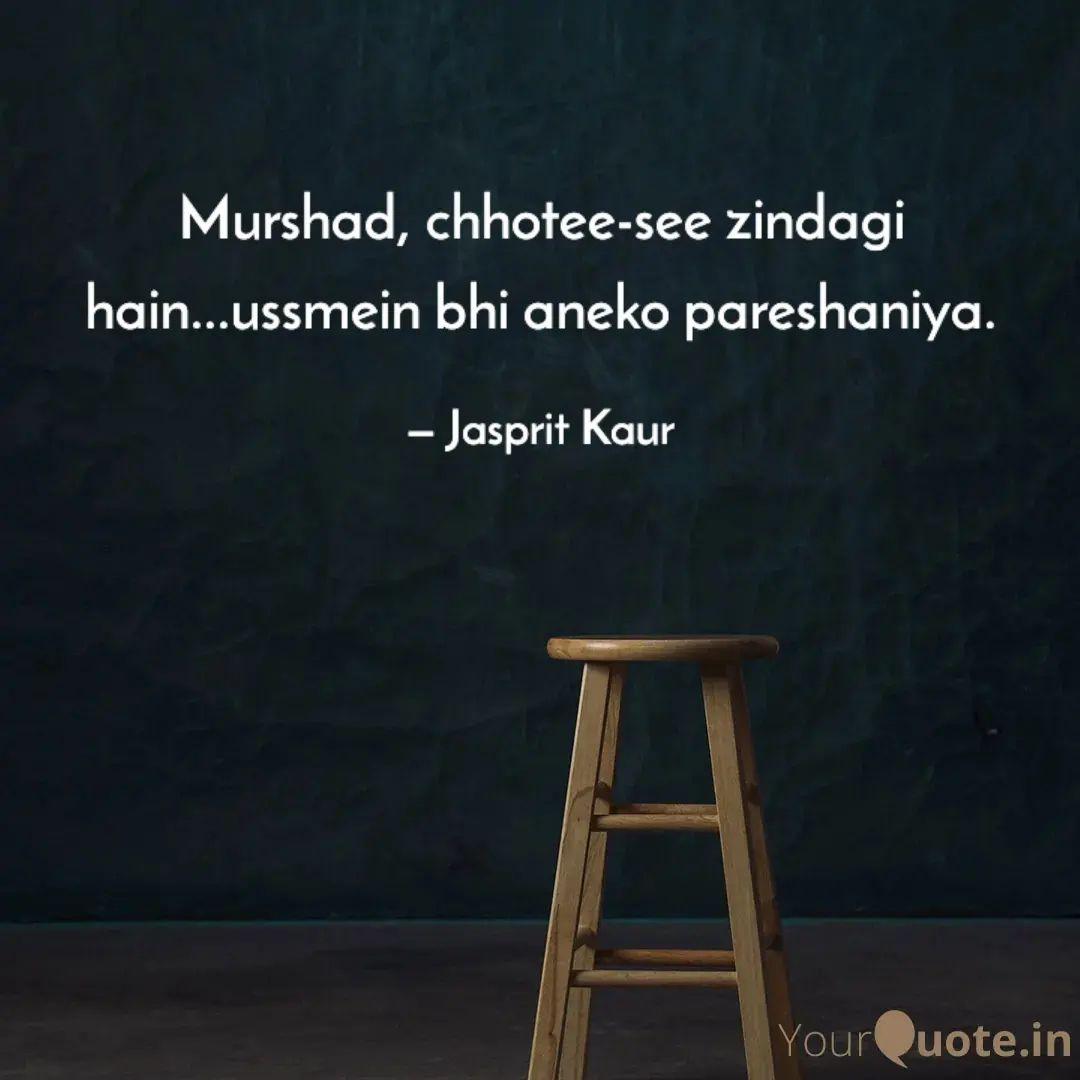 Murshad, chhotee-see zindagi
hain...ussmein bhi aneko pareshaniya.
– Jasprit Kaur
YourQuote.in